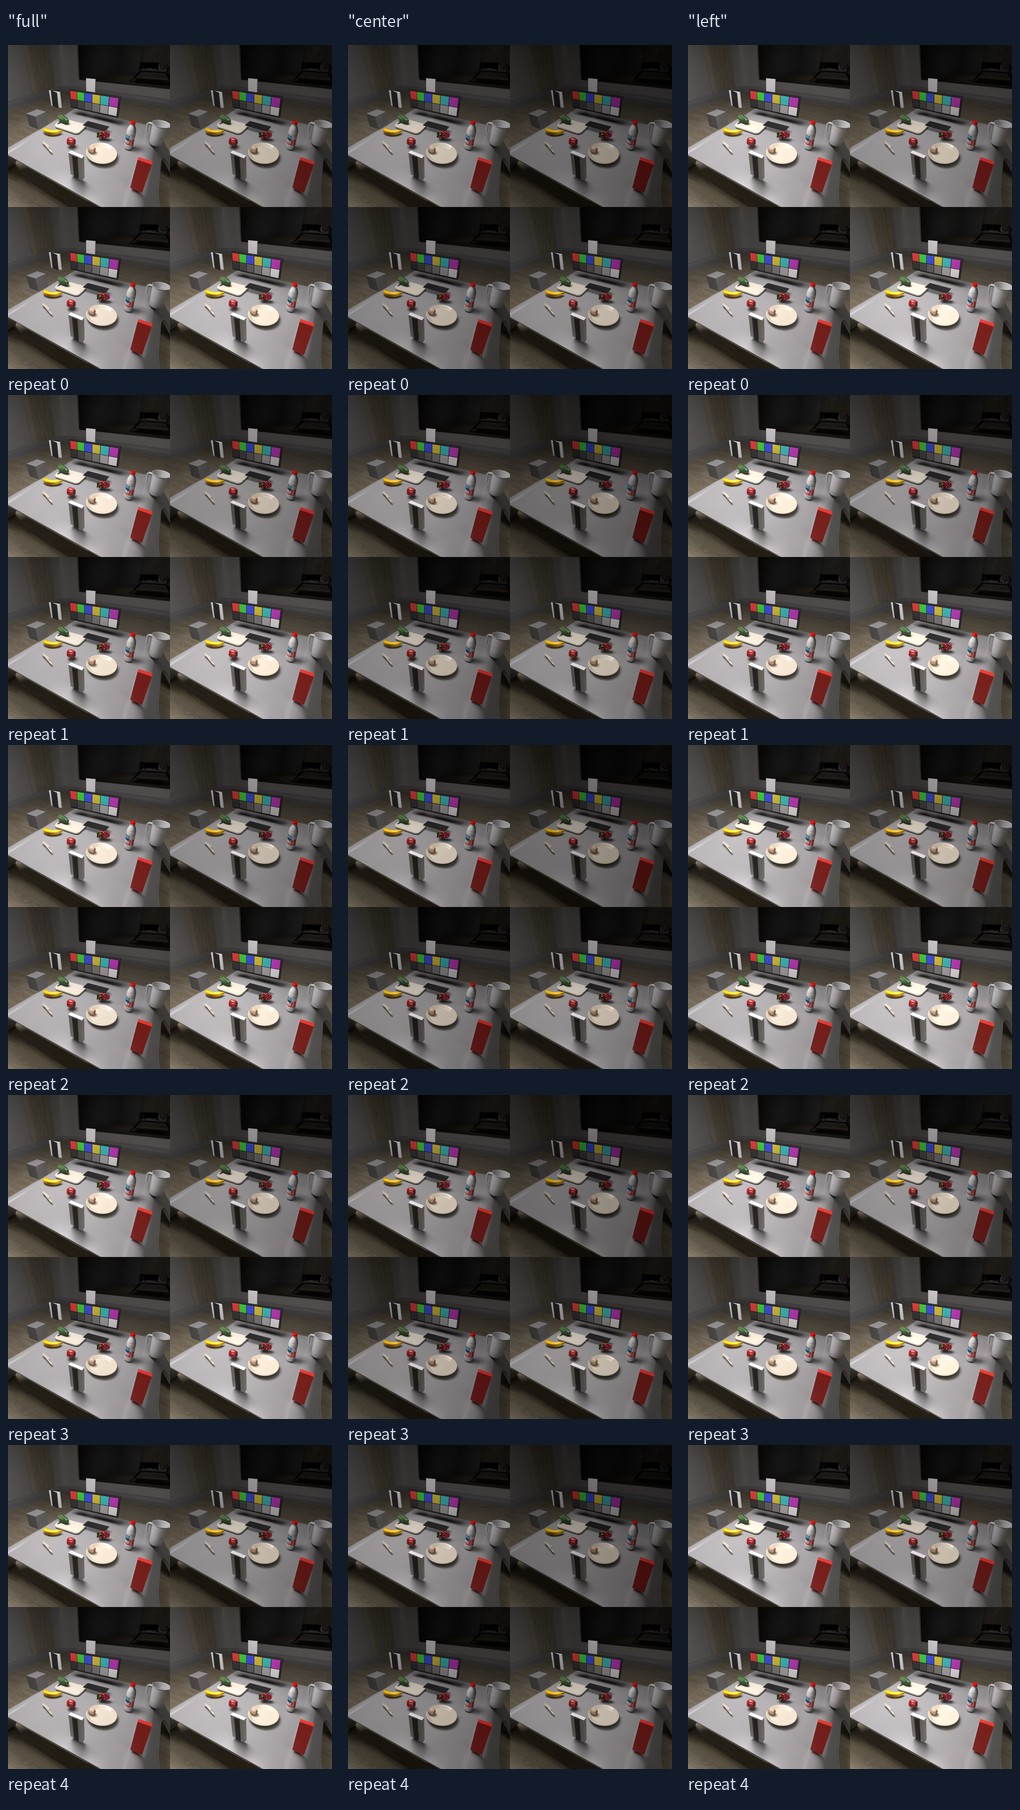 "full" "center" "left"
repeat 0 repeat 0 repeat 0
repeat 1 repeat 1 repeat 1
repeat 2 repeat 2 repeat 2
repeat 3 repeat 3 repeat 3
repeat 4 repeat 4 repeat 4